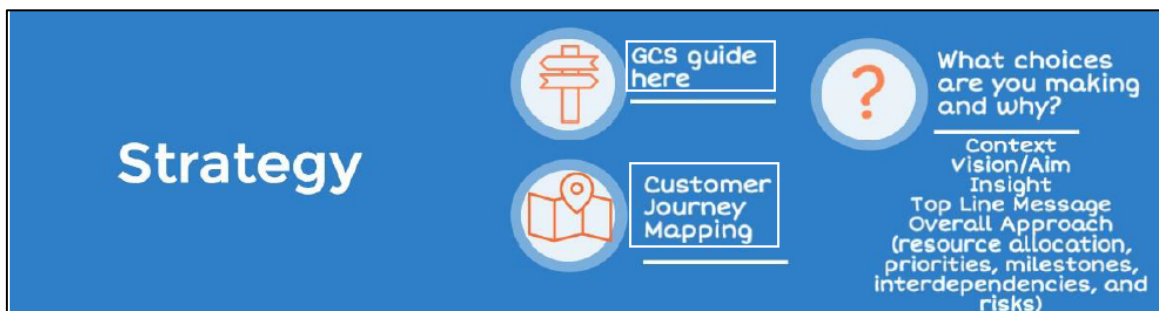 Strategy
GCS guide
here
Customer
Journey
Mapping
?
What choices
are you making
and why?
Context
Vision/Aim
Insight
Top Line Message
Overall Approach
(resource allocation,
priorities, milestones,
interdependencies, and
risks)